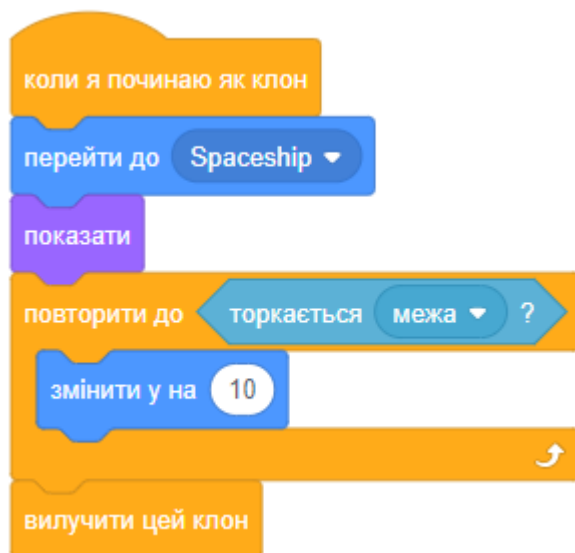 коли я починаю як клон
перейти до Spaceship
показати
повторити до торкається межа ?
змінити y на 10
вилучити цей клон